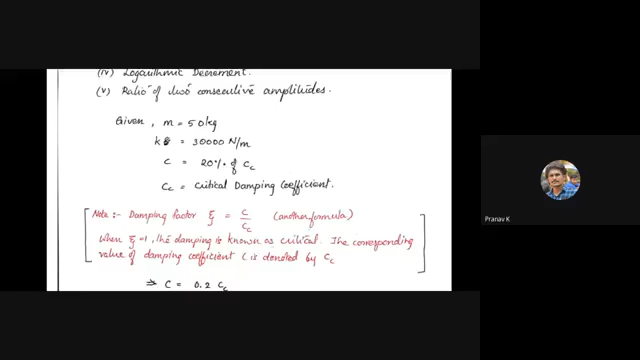 (iv) Logarithmic Decrement.
(v) Ratio of two consecutive amplitudes.
Given, m = 50kg
k = 30000 N/m
C = 20% of Cc
Cc = Critical Damping Coefficient.
Note :- Damping factor ξ = C/Cc (another formula)
When ξ=1, the damping is known as critical. The corresponding
value of damping coefficient C is denoted by Cc
⇒ C = 0.2 Cc
Pranav K